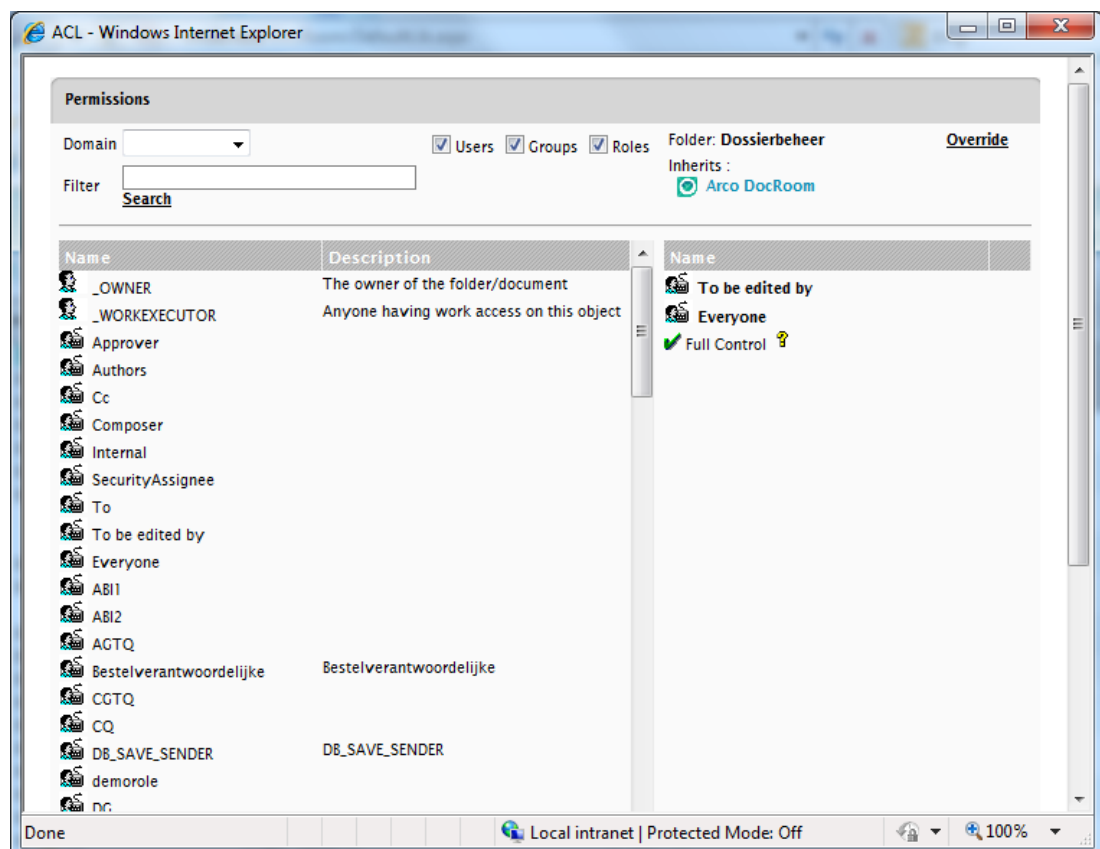 ACL - Windows Internet Explorer
Permissions
Domain
Users Groups Roles
Folder: Dossierbeheer
Override
Inherits :
Arco DocRoom
Filter
Search
Name Description
_OWNER The owner of the folder/document
_WORKEXECUTOR Anyone having work access on this object
Approver
Authors
Cc
Composer
Internal
SecurityAssignee
To
To be edited by
Everyone
ABI1
ABI2
AGTQ
Bestelverantwoordelijke Bestelverantwoordelijke
CGTQ
CQ
DB_SAVE_SENDER DB_SAVE_SENDER
demorole
DG
Name
To be edited by
Everyone
Full Control
Done
Local intranet | Protected Mode: Off
100%